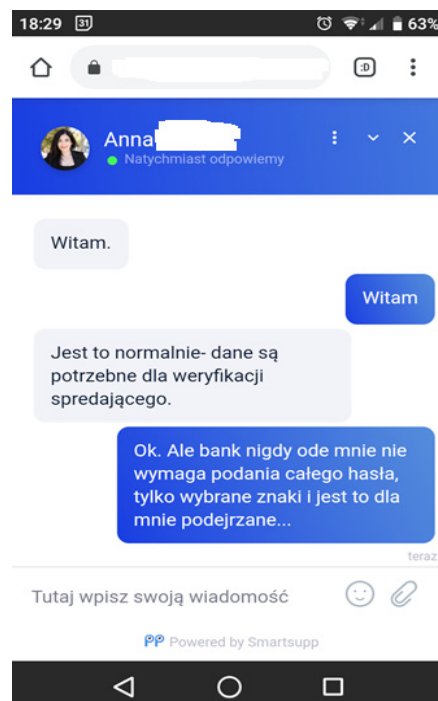 18:29 31 63%
:D
Anna
Natychmiast odpowiemy
Witam.
Witam
Jest to normalnie- dane są
potrzebne dla weryfikacji
spredającego.
Ok. Ale bank nigdy ode mnie nie
wymaga podania całego hasła,
tylko wybrane znaki i jest to dla
mnie podejrzane...
teraz
Tutaj wpisz swoją wiadomość
Powered by Smartsupp